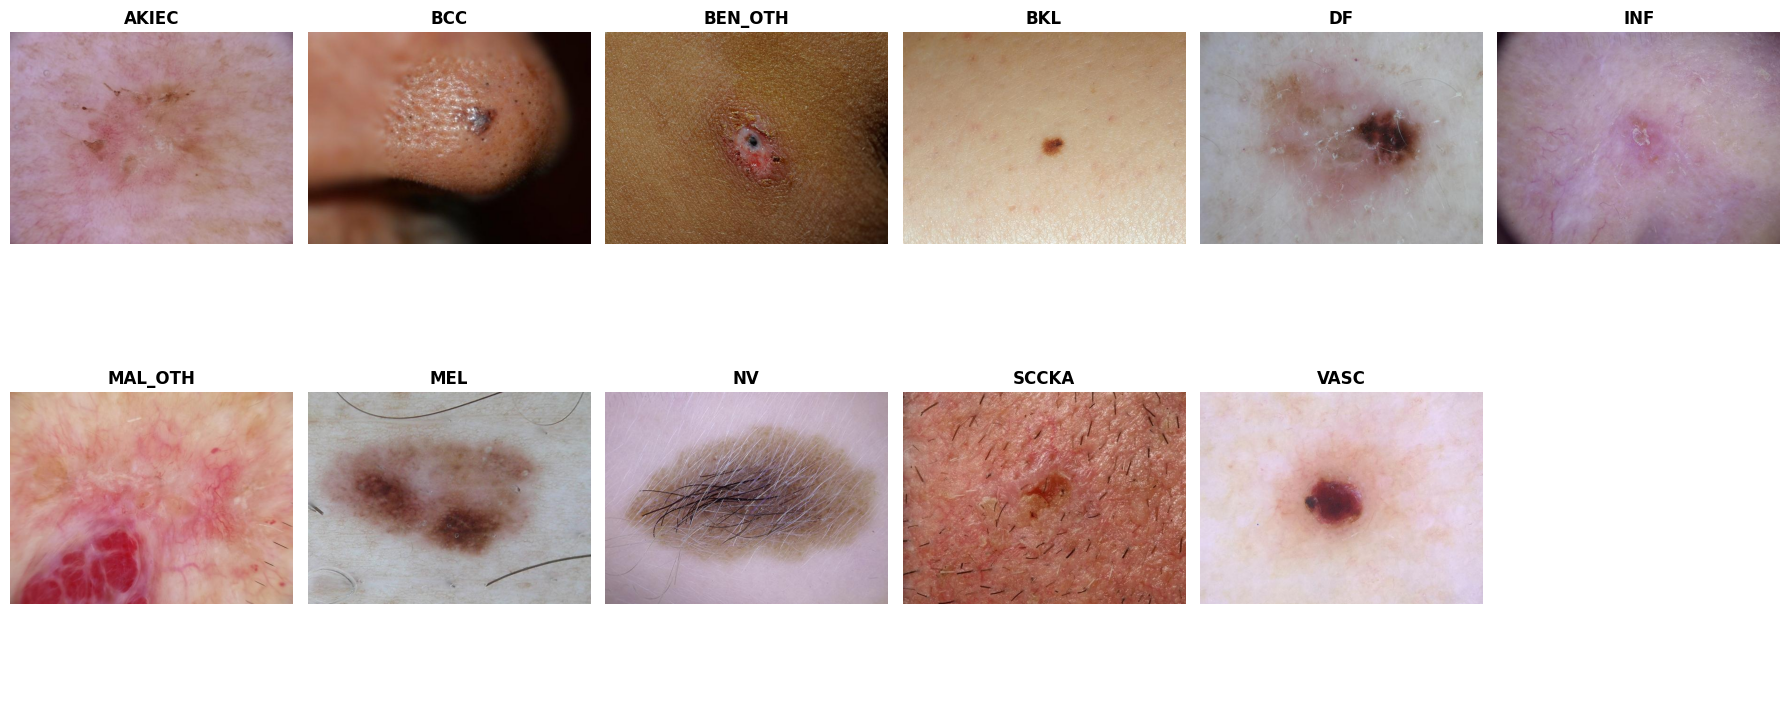 AKIEC
BCC
BEN_OTH
BKL
DF
INF
MAL_OTH
MEL
NV
SCCKA
VASC